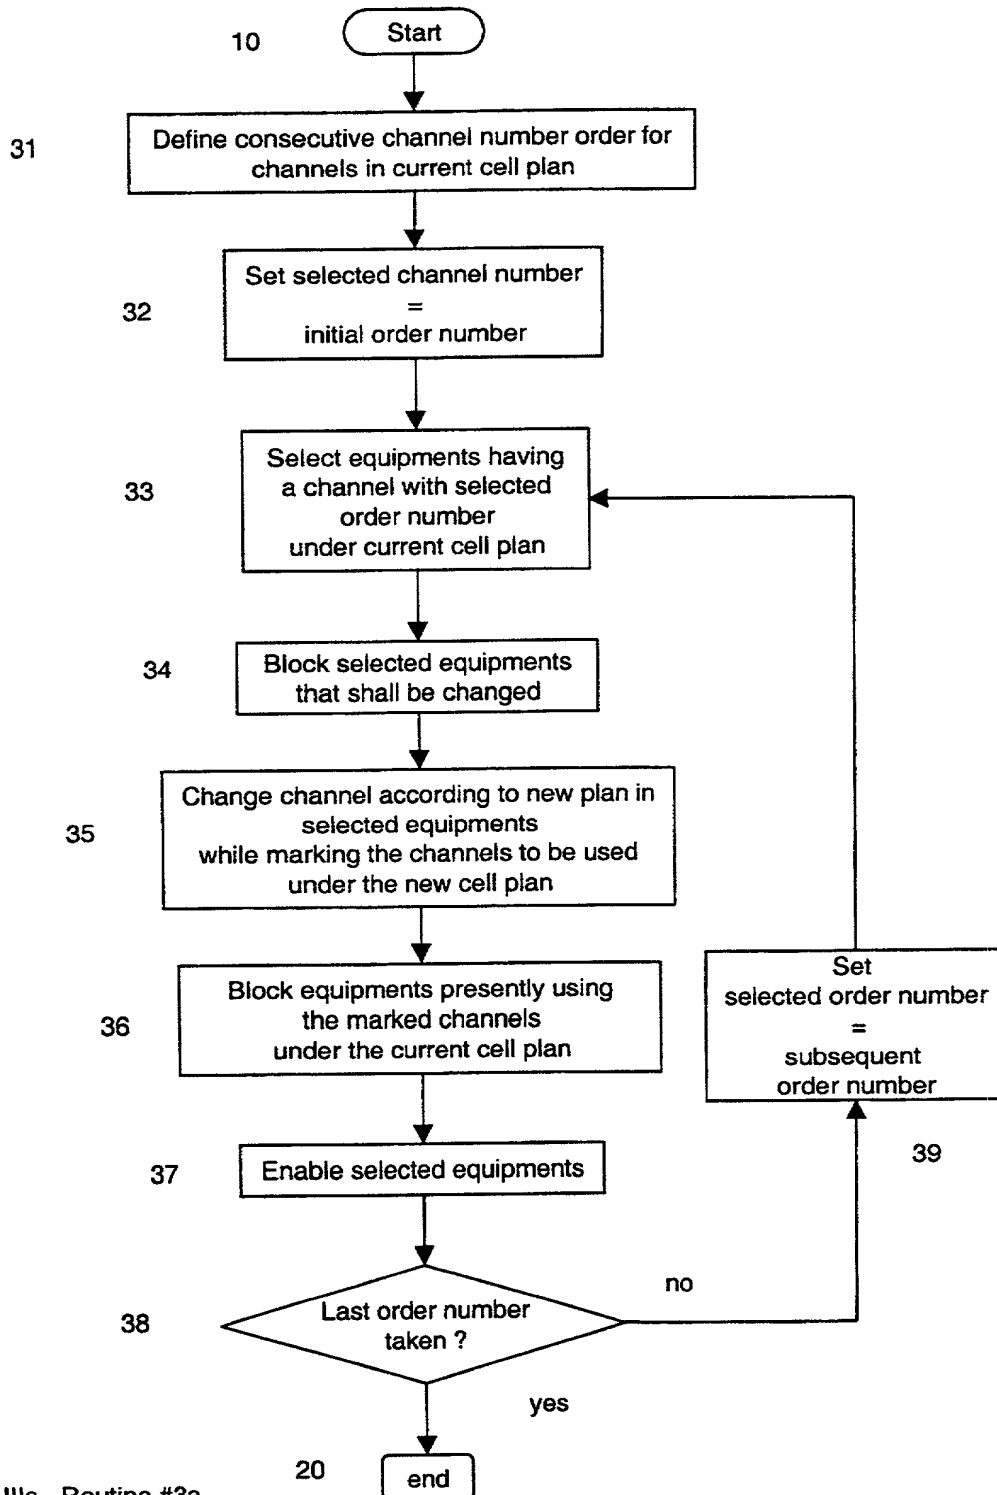 10
Start
31
Define consecutive channel number order for
channels in current cell plan
32
Set selected channel number
=
initial order number
33
Select equipments having
a channel with selected
order number
under current cell plan
34
Block selected equipments
that shall be changed
35
Change channel according to new plan in
selected equipments
while marking the channels to be used
under the new cell plan
36
Block equipments presently using
the marked channels
under the current cell plan
Set
selected order number
=
subsequent
order number
39
37
Enable selected equipments
38
Last order number
taken ?
no
yes
20
end
Routine #3a